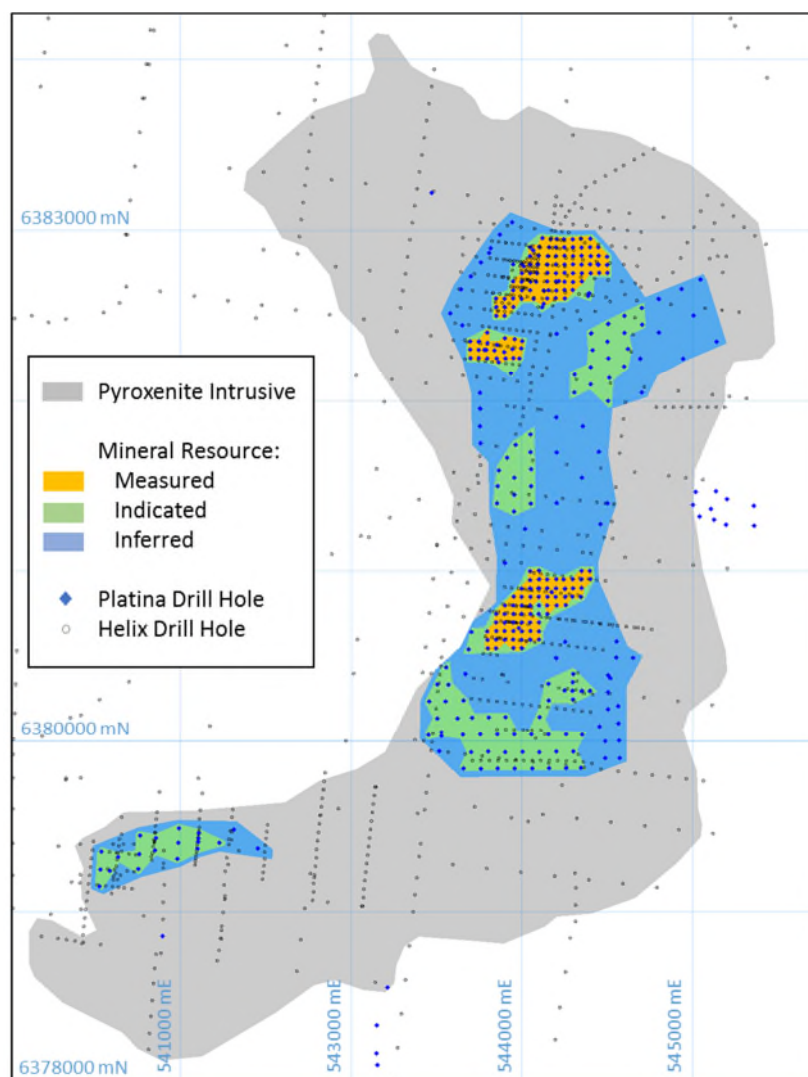 6383000 mN
Pyroxenite Intrusive
Mineral Resource:
Measured
Indicated
Inferred
Platina Drill Hole
Helix Drill Hole
6380000 mN
6378000 mN
541000 mE
543000 mE
544000 mE
545000 mE